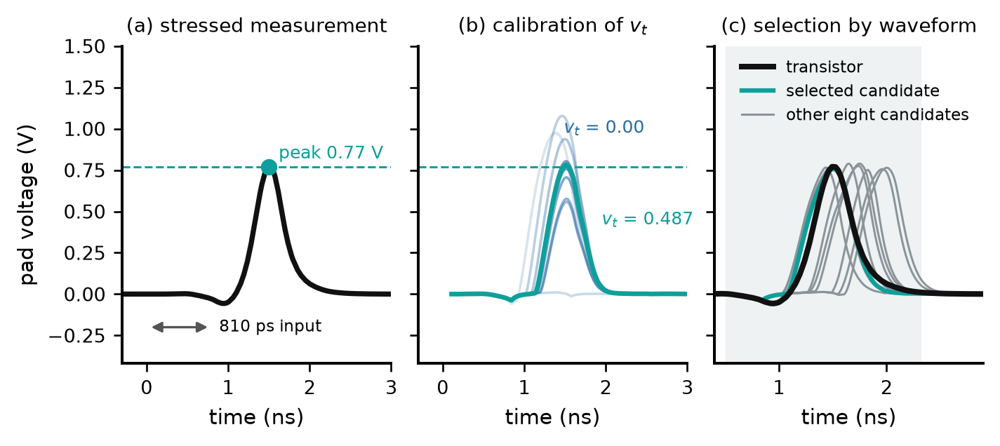 (a) stressed measurement
(b) calibration of v_t
(c) selection by waveform
1.50
1.25
1.00
0.75
0.50
0.25
0.00
−0.25
pad voltage (V)
peak 0.77 V
810 ps input
0 1 2 3
time (ns)
v_t = 0.00
v_t = 0.487
0 1 2 3
time (ns)
transistor
selected candidate
other eight candidates
1 2
time (ns)